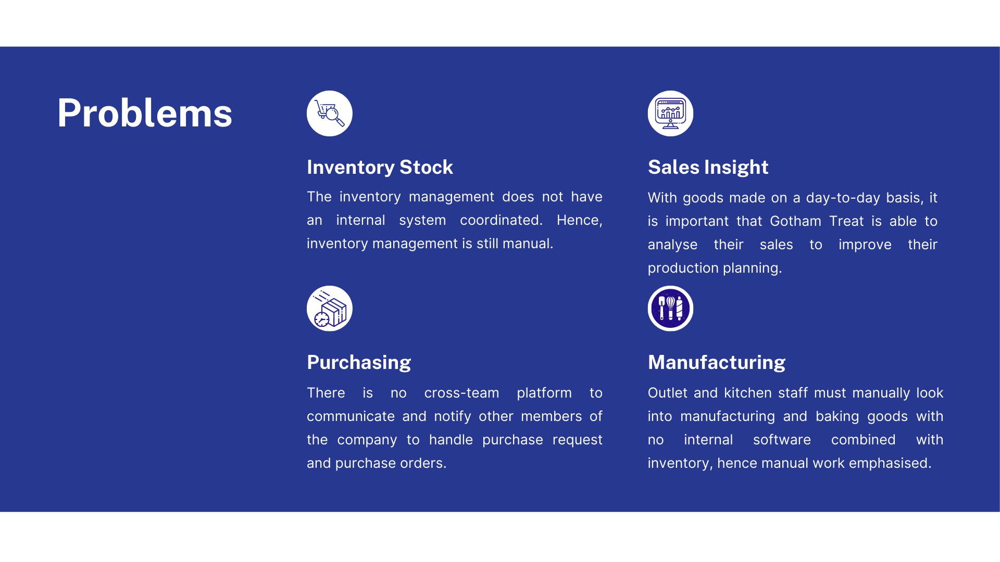 Problems
Inventory Stock
The inventory management does not have
an internal system coordinated. Hence,
inventory management is still manual.
Sales Insight
With goods made on a day-to-day basis, it
is important that Gotham Treat is able to
analyse their sales to improve their
production planning.
Purchasing
There is no cross-team platform to
communicate and notify other members of
the company to handle purchase request
and purchase orders.
Manufacturing
Outlet and kitchen staff must manually look
into manufacturing and baking goods with
no internal software combined with
inventory, hence manual work emphasised.